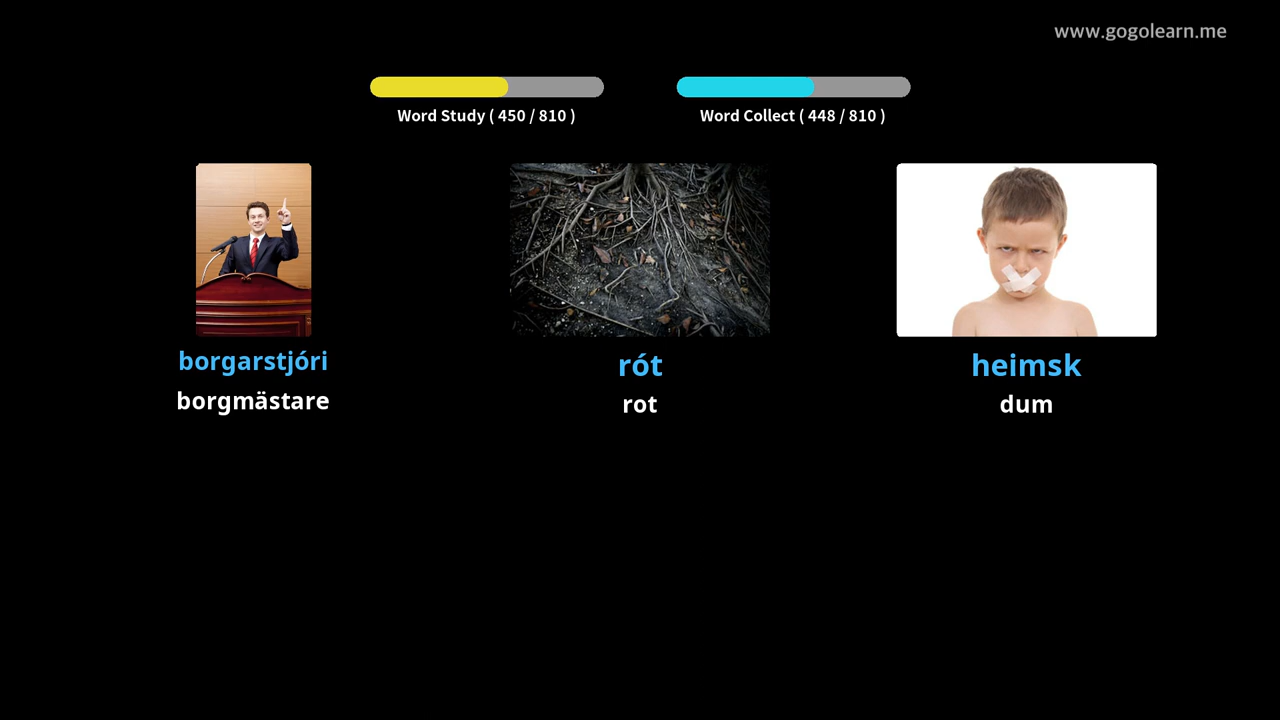 www.gogolearn.me
Word Study ( 450 / 810 )
Word Collect ( 448 / 810 )
borgarstjóri
borgmästare
rót
rot
heimsk
dum